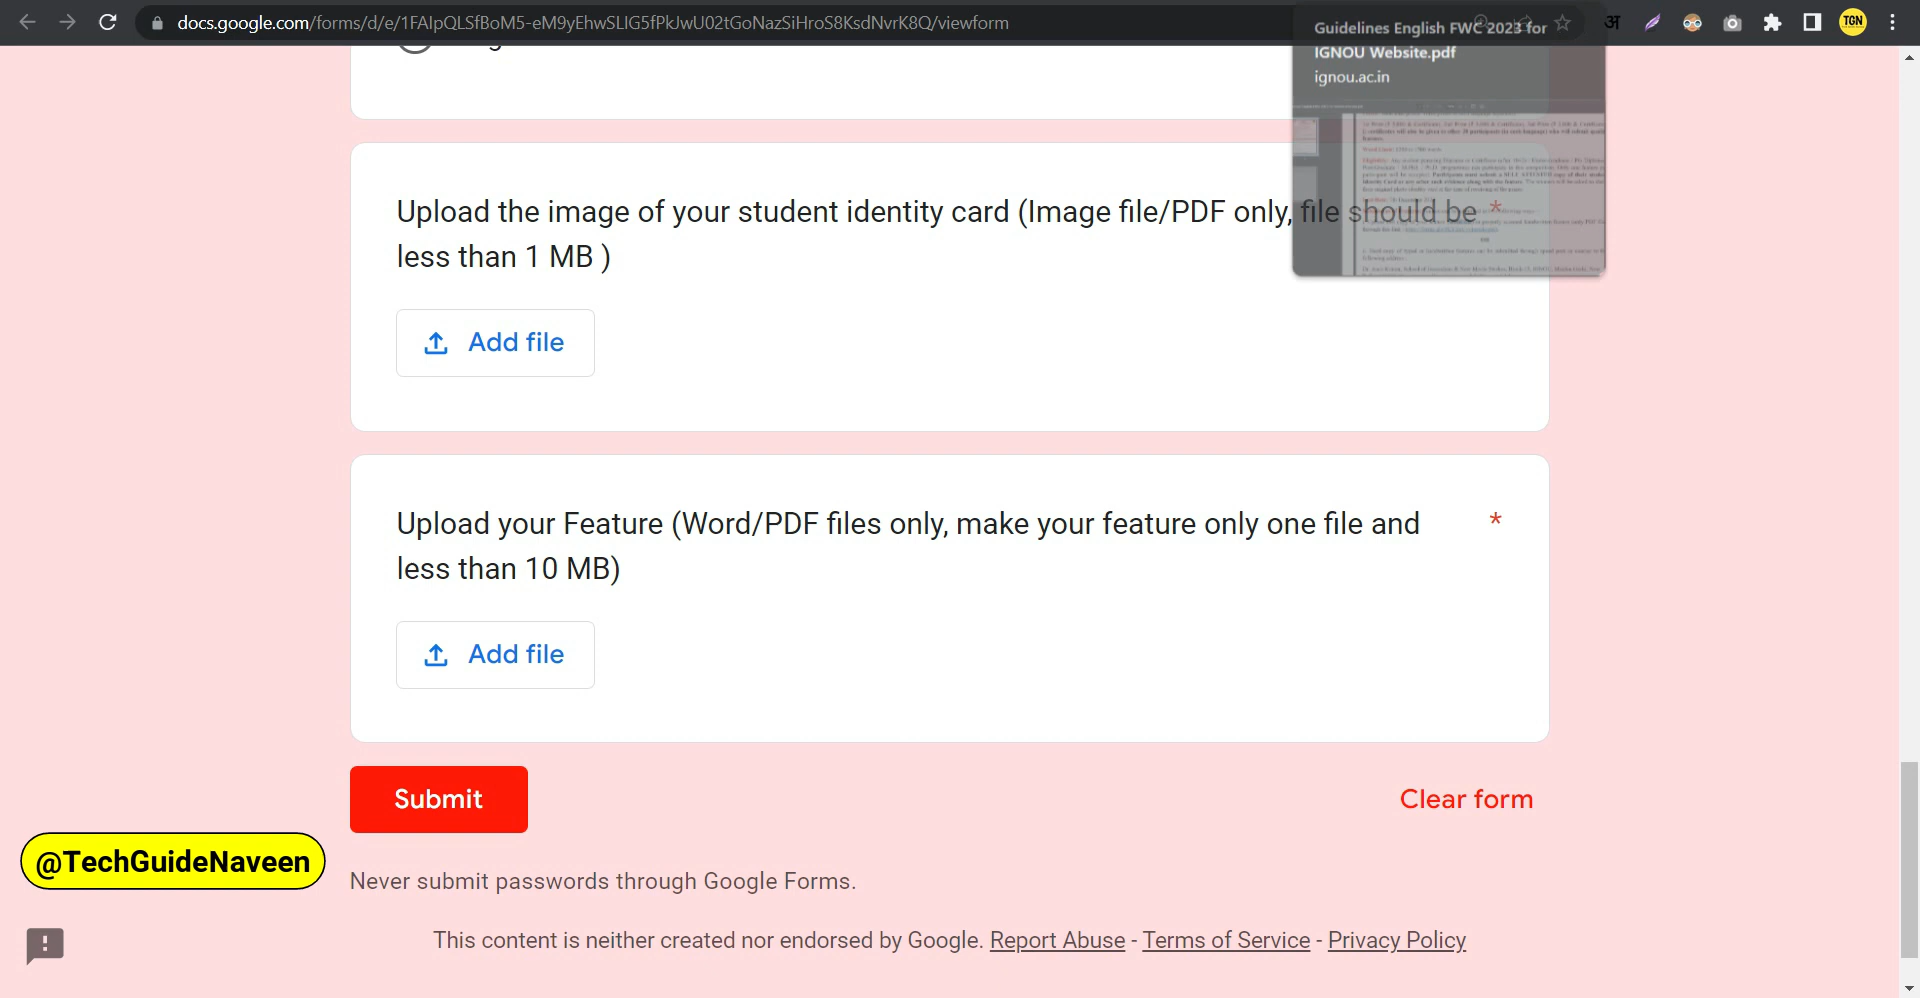 docs.google.com/forms/d/e/1FAIpQLSfBoM5-eM9yEhwSLIG5fPkJwU02tGoNazSiHroS8KsdNvrK8Q/viewform
Guidelines English FWC 2023 for
IGNOU Website.pdf
ignou.ac.in
अ
TGN
Upload the image of your student identity card (Image file/PDF only, file should be *
less than 1 MB )
Add file
Upload your Feature (Word/PDF files only, make your feature only one file and *
less than 10 MB)
Add file
Submit
Clear form
@TechGuideNaveen
Never submit passwords through Google Forms.
This content is neither created nor endorsed by Google. Report Abuse - Terms of Service - Privacy Policy